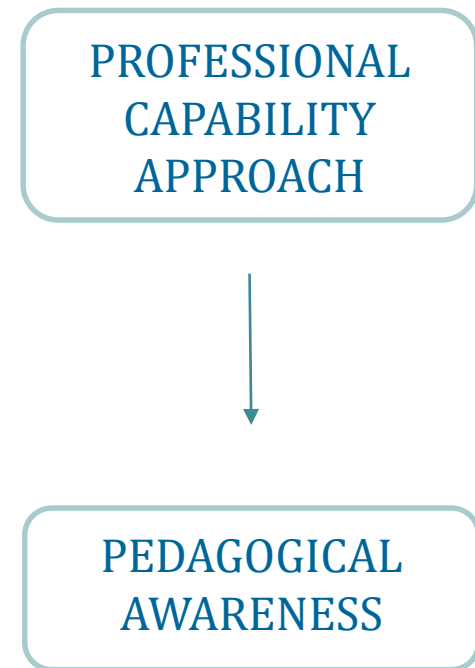 PROFESSIONAL
CAPABILITY
APPROACH
PEDAGOGICAL
AWARENESS